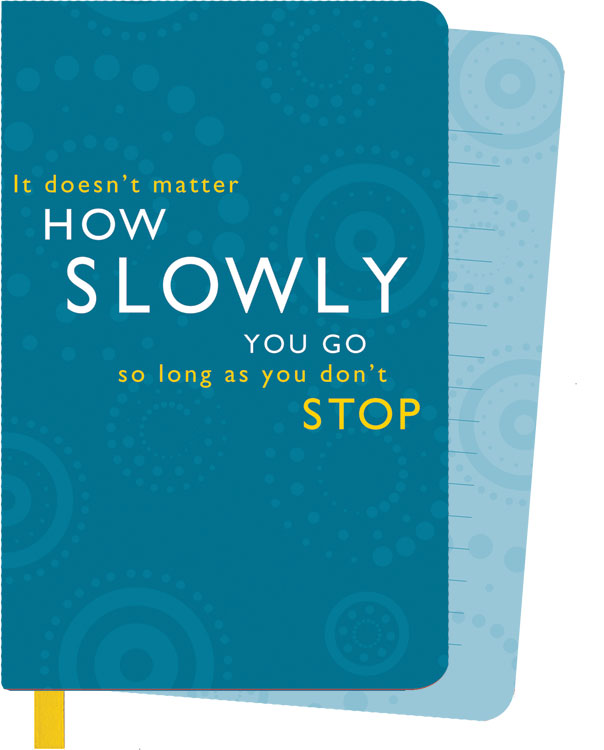 It doesn't matter
HOW
SLOWLY
YOU GO
so long as you don't
STOP